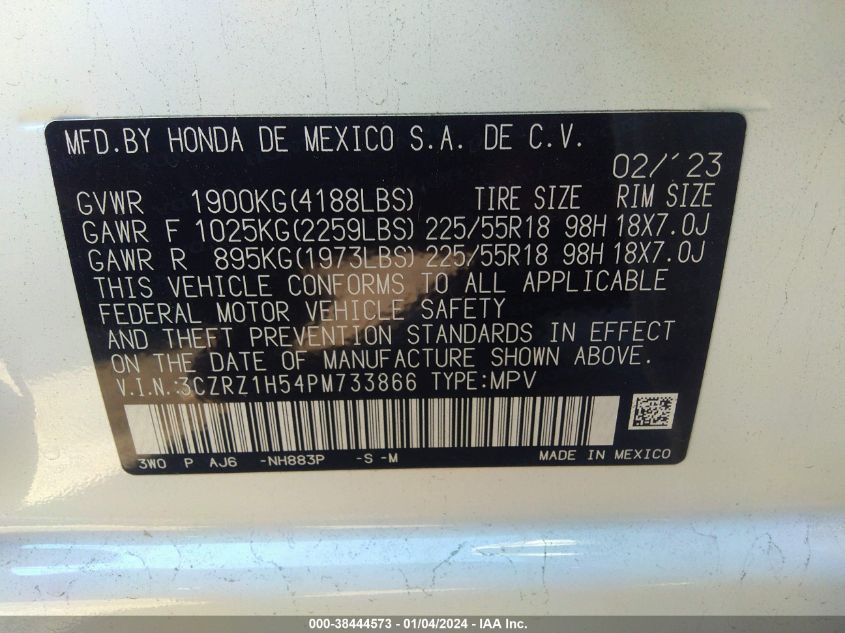 MFD.BY HONDA DE MEXICO S.A. DE C.V.
02/'23
GVWR 1900KG(4188LBS) TIRE SIZE RIM SIZE
GAWR F 1025KG(2259LBS) 225/55R18 98H 18X7.0J
GAWR R 895KG(1973LBS) 225/55R18 98H 18X7.0J
THIS VEHICLE CONFORMS TO ALL APPLICABLE
FEDERAL MOTOR VEHICLE SAFETY
AND THEFT PREVENTION STANDARDS IN EFFECT
ON THE DATE OF MANUFACTURE SHOWN ABOVE.
V.I.N.:3CZRZ1H54PM733866 TYPE:MPV
3WO P AJ6 -NH883P -S -M MADE IN MEXICO
000-38444573 - 01/04/2024 - IAA Inc.